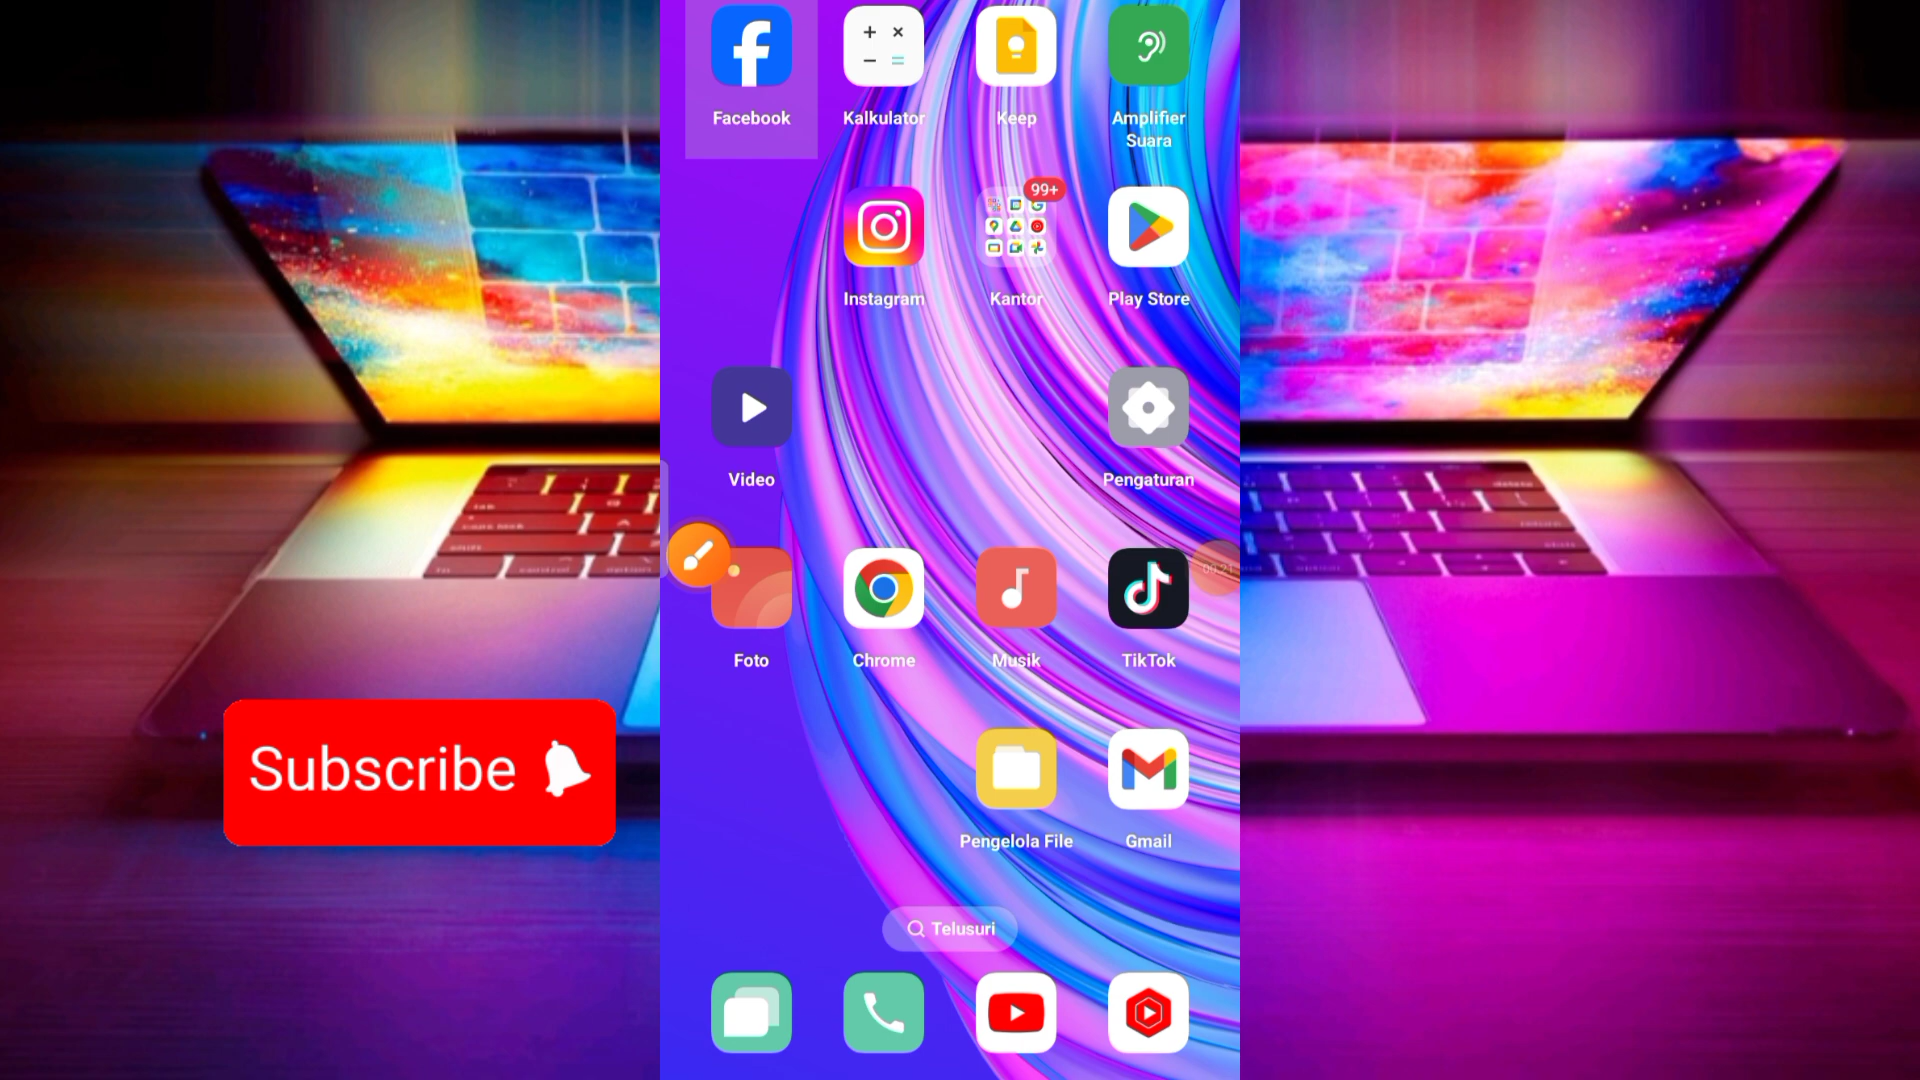 Facebook
Kalkulator
Keep
Amplifier
Suara
99+
Instagram
Kantor
Play Store
Video
Pengaturan
Foto
Chrome
Musik
TikTok
Subscribe
Pengelola File
Gmail
Telusuri